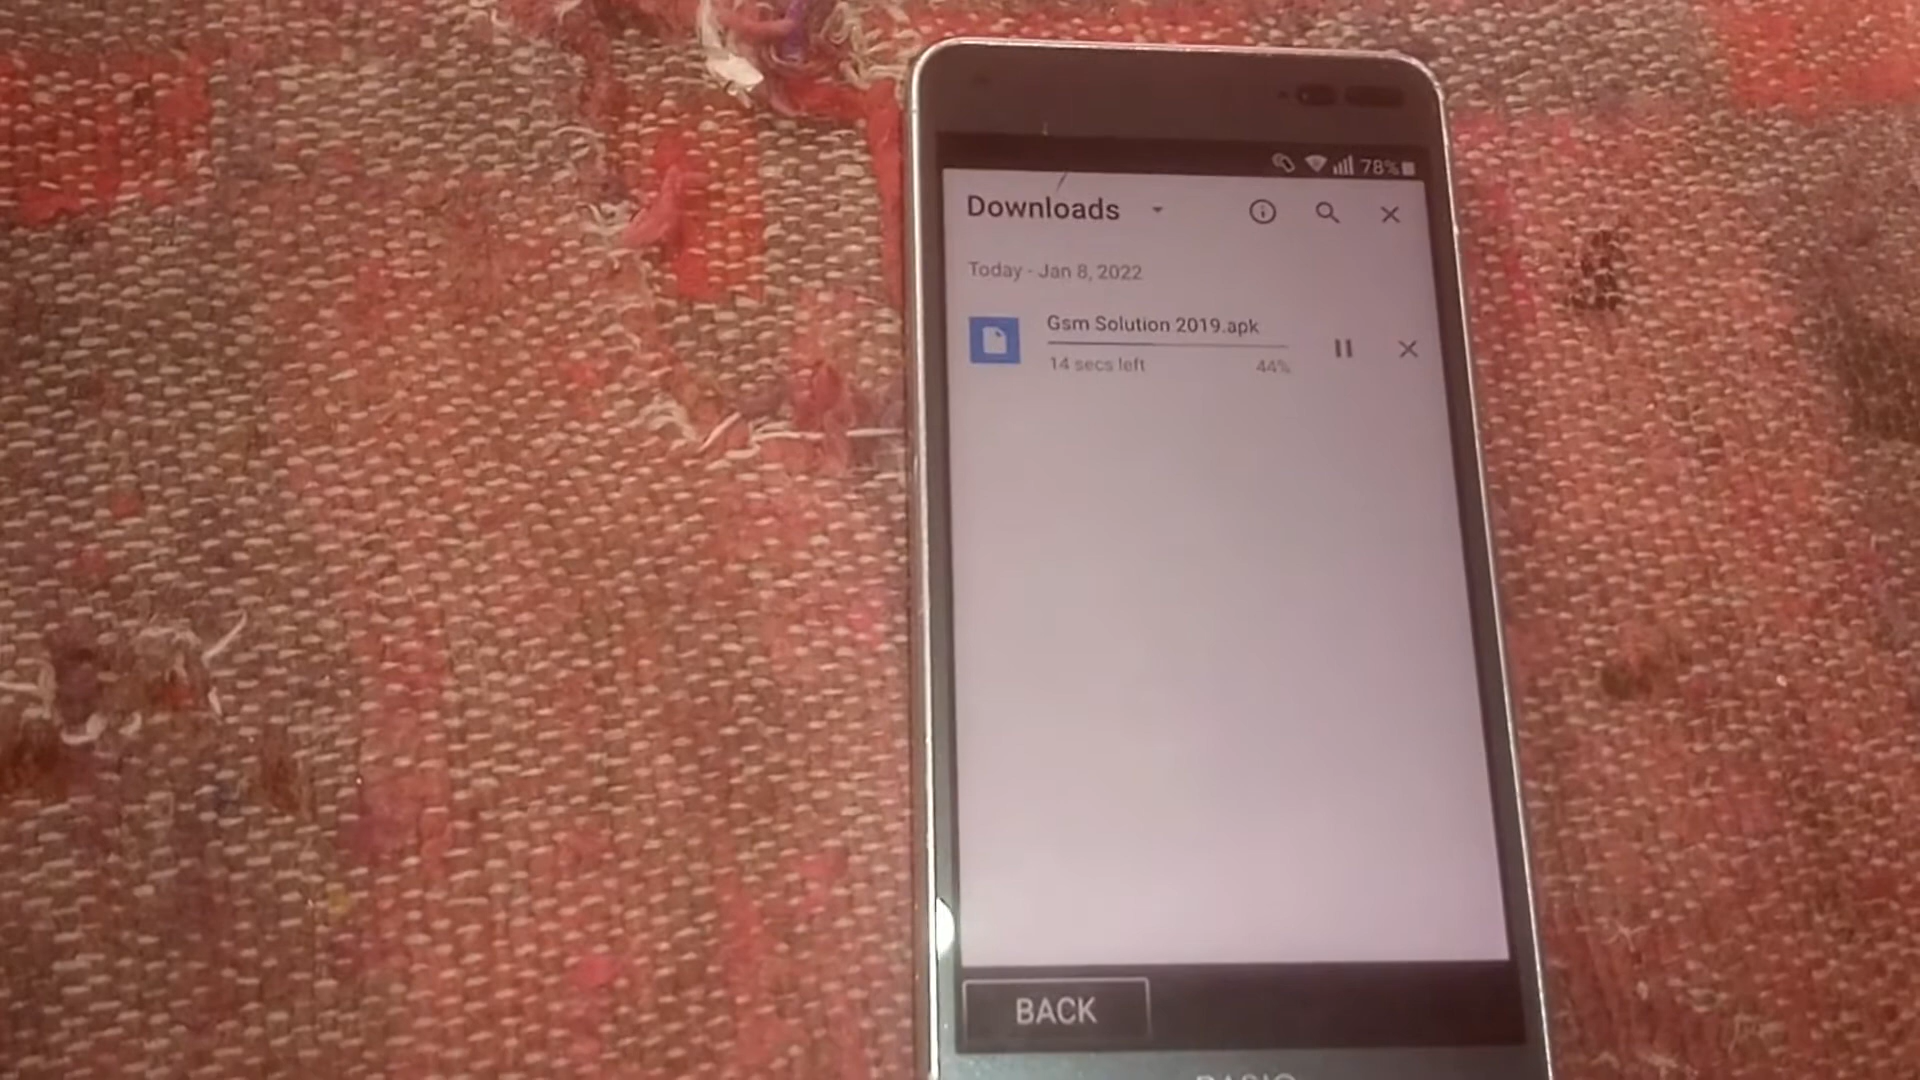 78%
Downloads
Today - Jan 8, 2022
Gsm Solution 2019.apk
14 secs left 44%
BACK